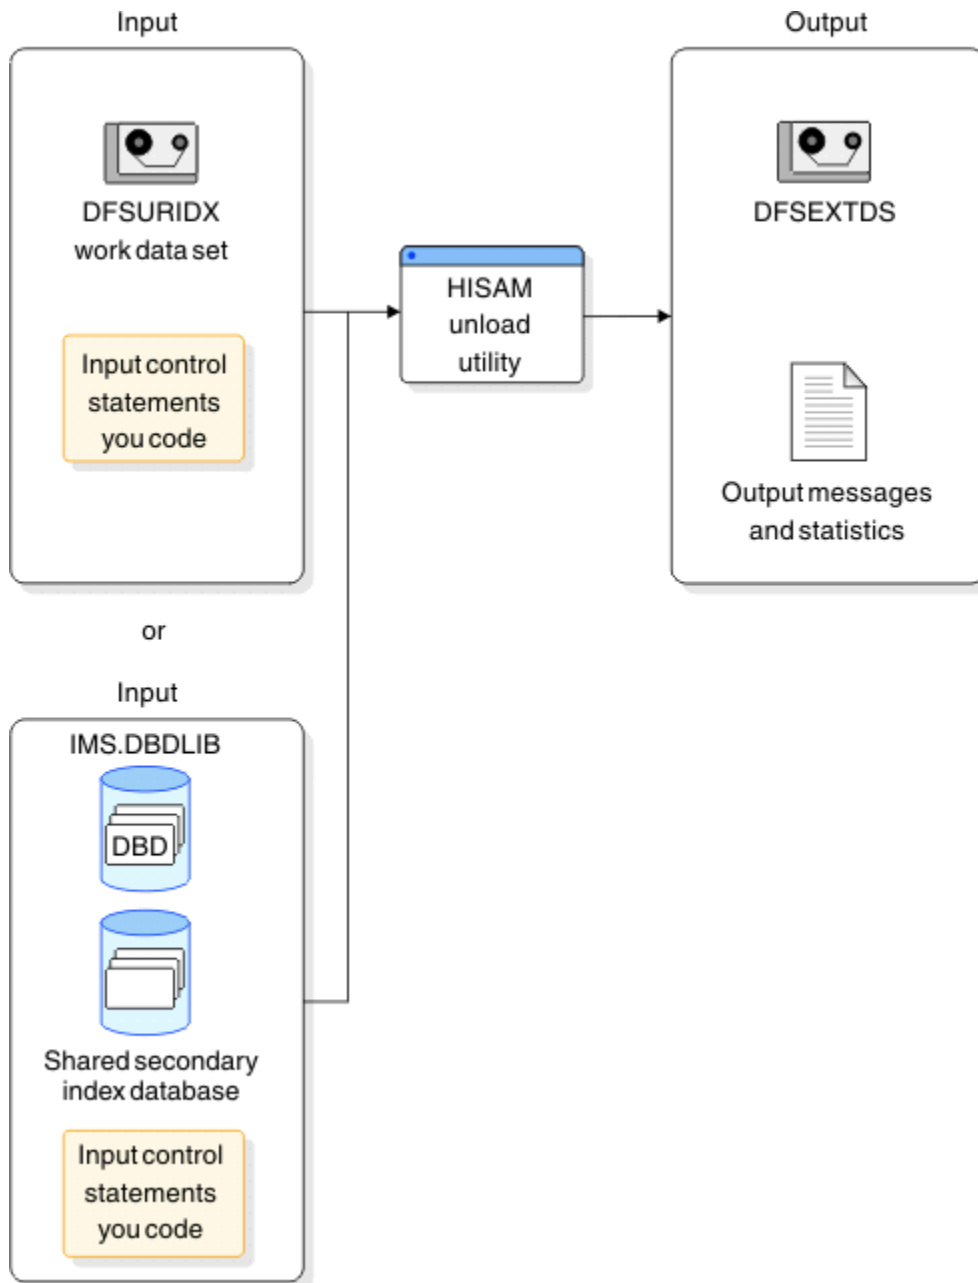 Input
Output
DFSURIDX
work data set
Input control
statements
you code
HISAM
unload
utility
DFSEXTDS
Output messages
and statistics
or
Input
IMS.DBDLIB
DBD
Shared secondary
index database
Input control
statements
you code